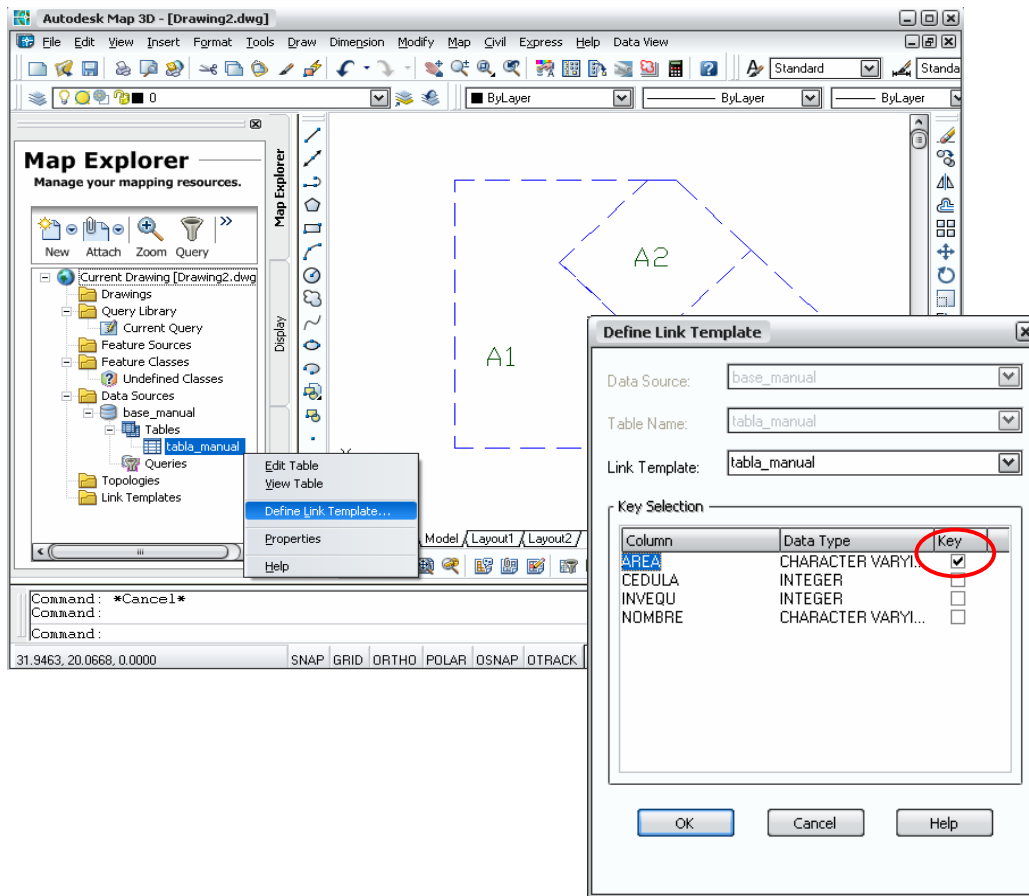 Autodesk Map 3D - [Drawing2.dwg]
File Edit View Insert Format Tools Draw Dimension Modify Map Civil Express Help Data View
Standard Standa
0 ByLayer ByLayer ByLayer
Map Explorer
Manage your mapping resources.
New Attach Zoom Query
Current Drawing [Drawing2.dwg
Drawings
Query Library
Current Query
Feature Sources
Feature Classes
Undefined Classes
Data Sources
base_manual
Tables
tabla_manual
Queries
Topologies
Link Templates
Map Explorer
Display
A2
A1
Edit Table
View Table
Define Link Template...
Properties
Help
Model Layout1 Layout2
Command: *Cancel*
Command:
Command:
31.9463, 20.0668, 0.0000 SNAP GRID ORTHO POLAR OSNAP OTRACK
Define Link Template
Data Source: base_manual
Table Name: tabla_manual
Link Template: tabla_manual
Key Selection
Column Data Type Key
AREA CHARACTER VARYI...
CEDULA INTEGER
INVEQU INTEGER
NOMBRE CHARACTER VARYI...
OK Cancel Help